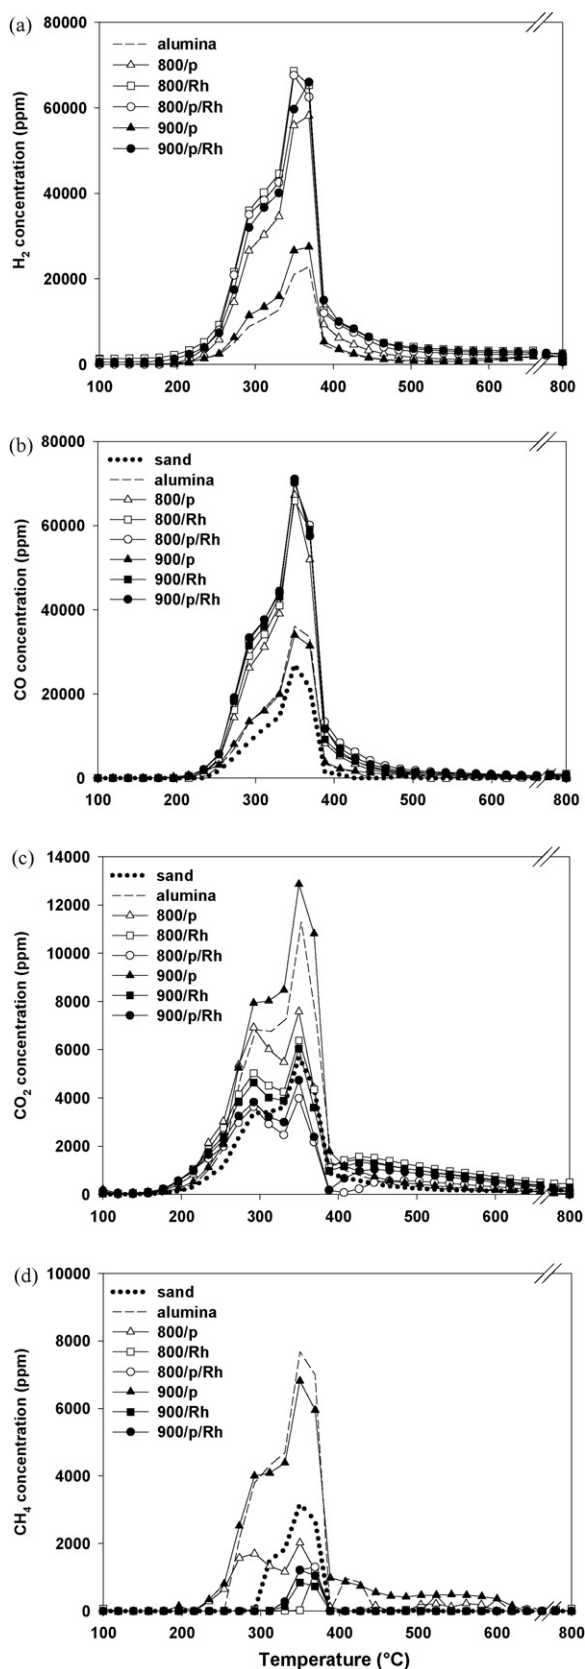 (a)
H2 concentration (ppm)
80000
60000
40000
20000
0
alumina
800/p
800/Rh
800/p/Rh
900/p
900/p/Rh
100 200 300 400 500 600 800
(b)
CO concentration (ppm)
80000
60000
40000
20000
0
sand
alumina
800/p
800/Rh
800/p/Rh
900/p
900/Rh
900/p/Rh
100 200 300 400 500 600 800
(c)
CO2 concentration (ppm)
14000
12000
10000
8000
6000
4000
2000
0
sand
alumina
800/p
800/Rh
800/p/Rh
900/p
900/Rh
900/p/Rh
100 200 300 400 500 600 800
(d)
CH4 concentration (ppm)
10000
8000
6000
4000
2000
0
sand
alumina
800/p
800/Rh
800/p/Rh
900/p
900/Rh
900/p/Rh
100 200 300 400 500 600 800
Temperature (°C)